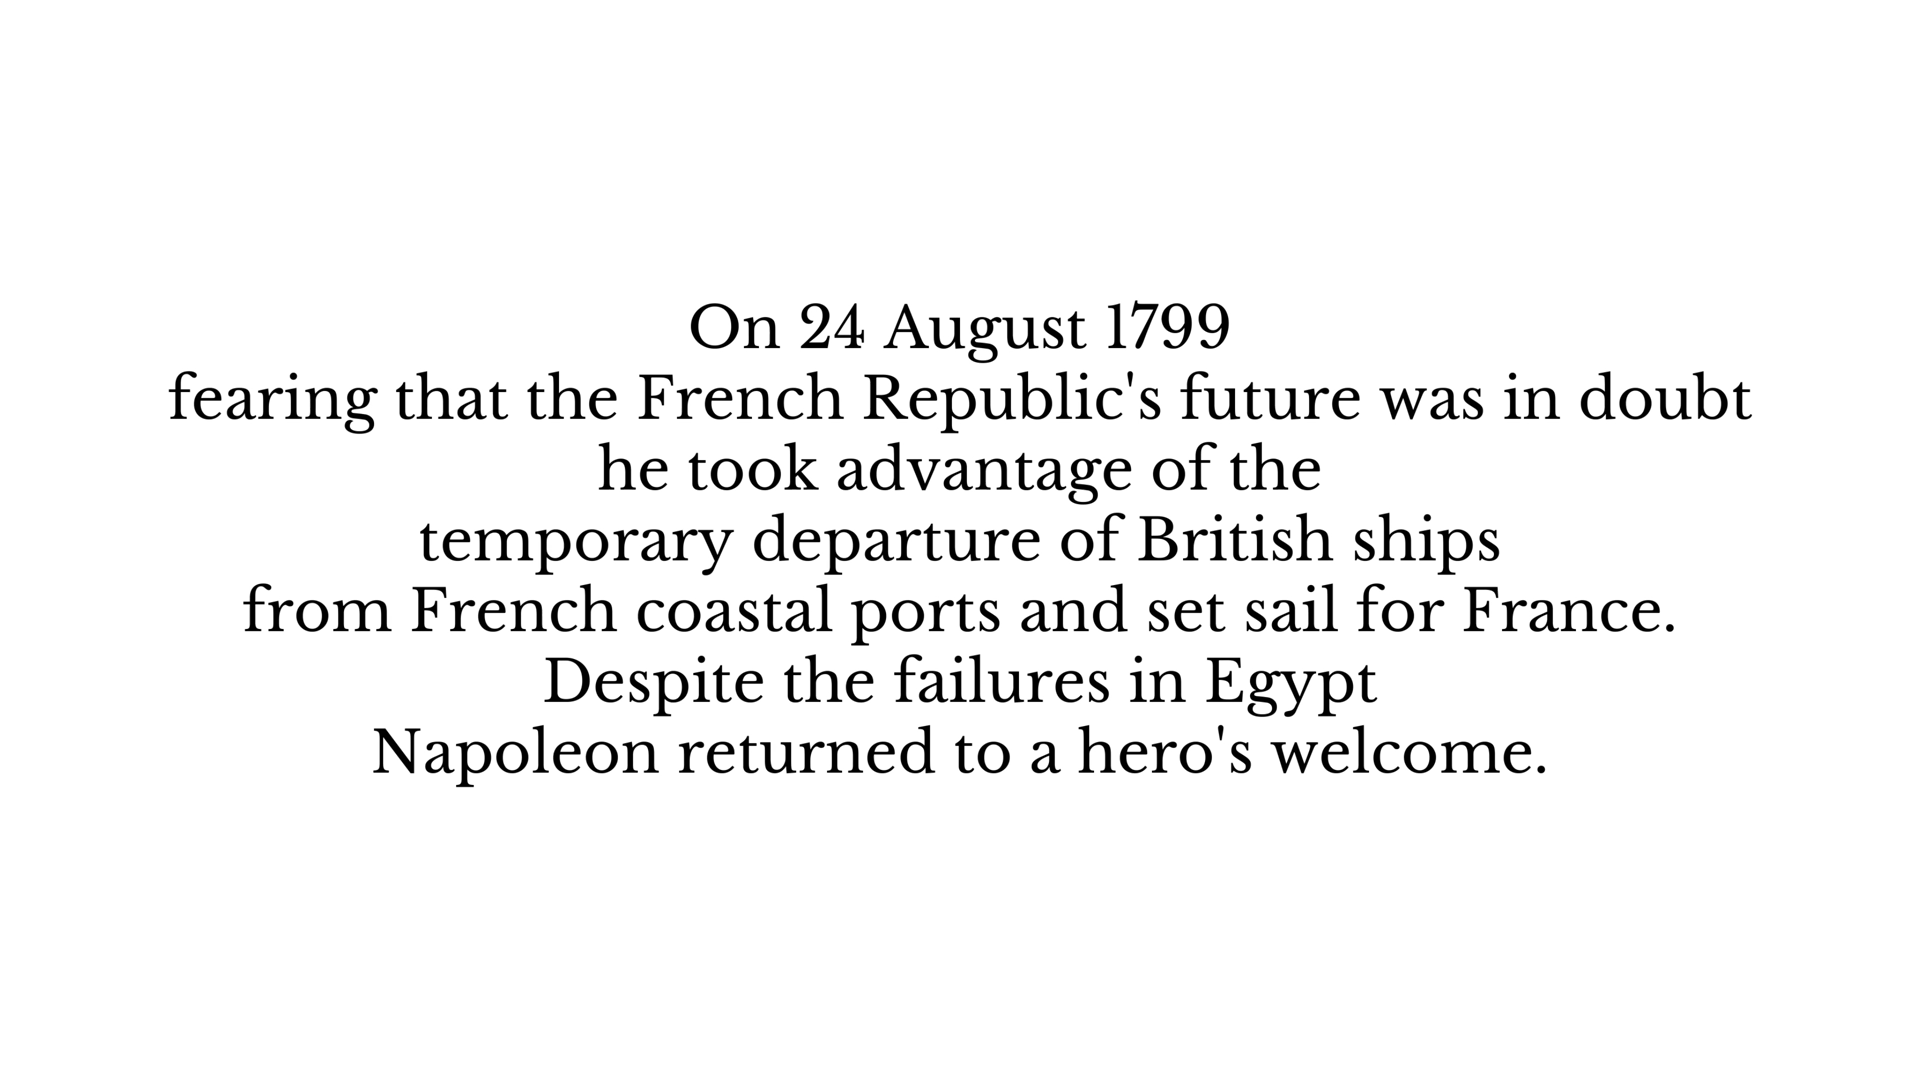 On 24 August 1799
fearing that the French Republic's future was in doubt
he took advantage of the
temporary departure of British ships
from French coastal ports and set sail for France.
Despite the failures in Egypt
Napoleon returned to a hero's welcome.